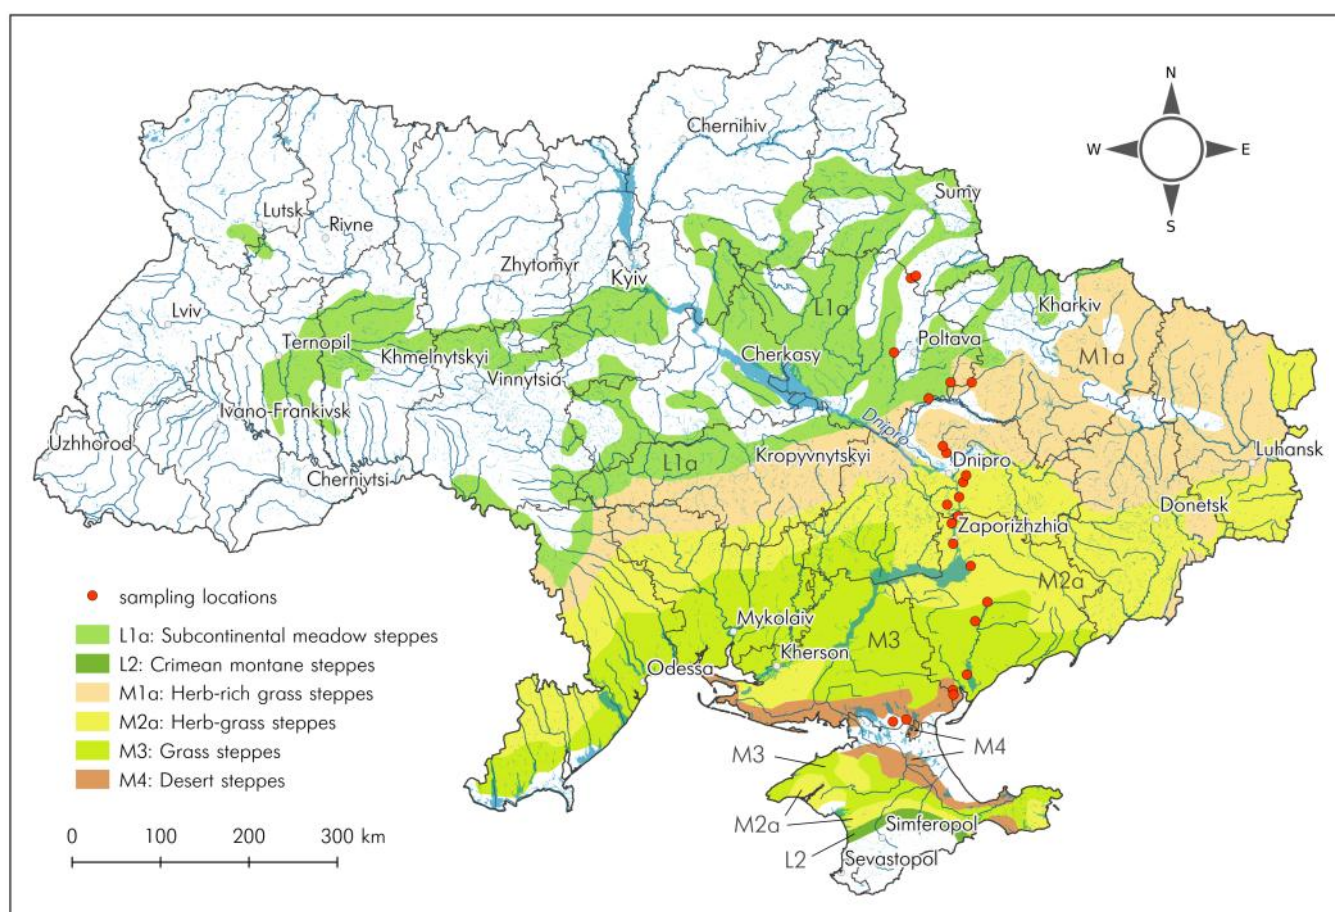 N
Chernihiv
W
E
Sumy
S
Lutsk
Rivne
Zhytomyr
Kyiv
Lviv
L1a
Kharkiv
Ternopil
Poltava
Khmelnytskyi
Cherkasy
M1a
Vinnytsia
Ivano-Frankivsk
Dnipro
Uzhhorod
L1a
Kropyvnytskyi
Dnipro
Luhansk
Chernivtsi
Donetsk
Zaporizhzhia
M2a
sampling locations
Mykolaiv
L1a: Subcontinental meadow steppes
M3
Kherson
L2: Crimean montane steppes
Odessa
M1a: Herb-rich grass steppes
M2a: Herb-grass steppes
M3: Grass steppes
M4
M3
M4: Desert steppes
M2a
Simferopol
0 100 200 300 km
L2
Sevastopol